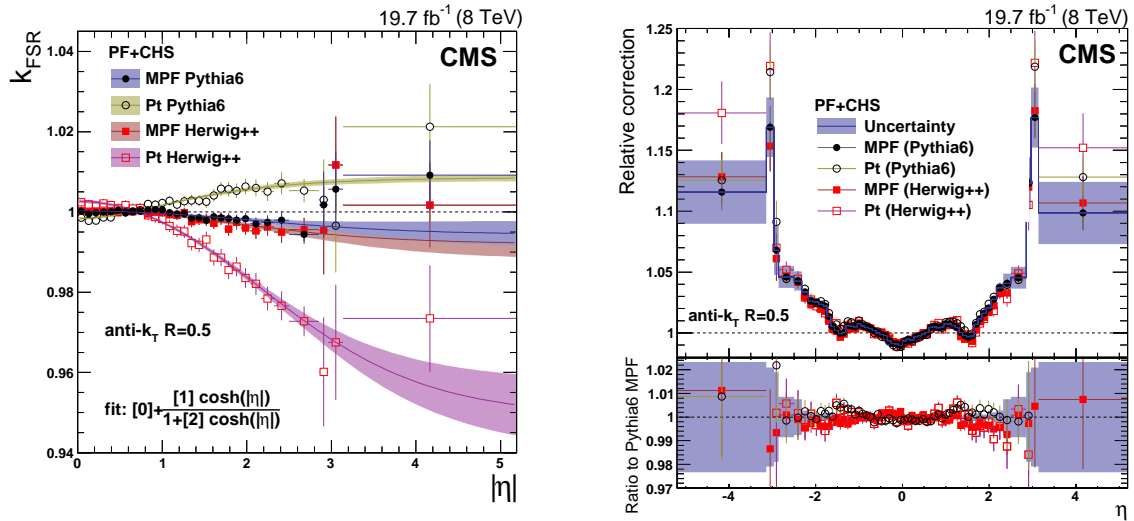 19.7 fb⁻¹ (8 TeV)
k_FSR
1.04
1.02
1
0.98
0.96
0.94
PF+CHS
CMS
MPF Pythia6
Pt Pythia6
MPF Herwig++
Pt Herwig++
anti-k_T R=0.5
fit: [0]+ [1] cosh(|η|) / 1+[2] cosh(|η|)
0 1 2 3 4 5
|η|
19.7 fb⁻¹ (8 TeV)
Relative correction
1.25
1.20
1.15
1.10
1.05
1
CMS
PF+CHS
Uncertainty
MPF (Pythia6)
Pt (Pythia6)
MPF (Herwig++)
Pt (Herwig++)
anti-k_T R=0.5
Ratio to Pythia6 MPF
1.02
1.01
1
0.99
0.98
0.97
-4 -2 0 2 4
η